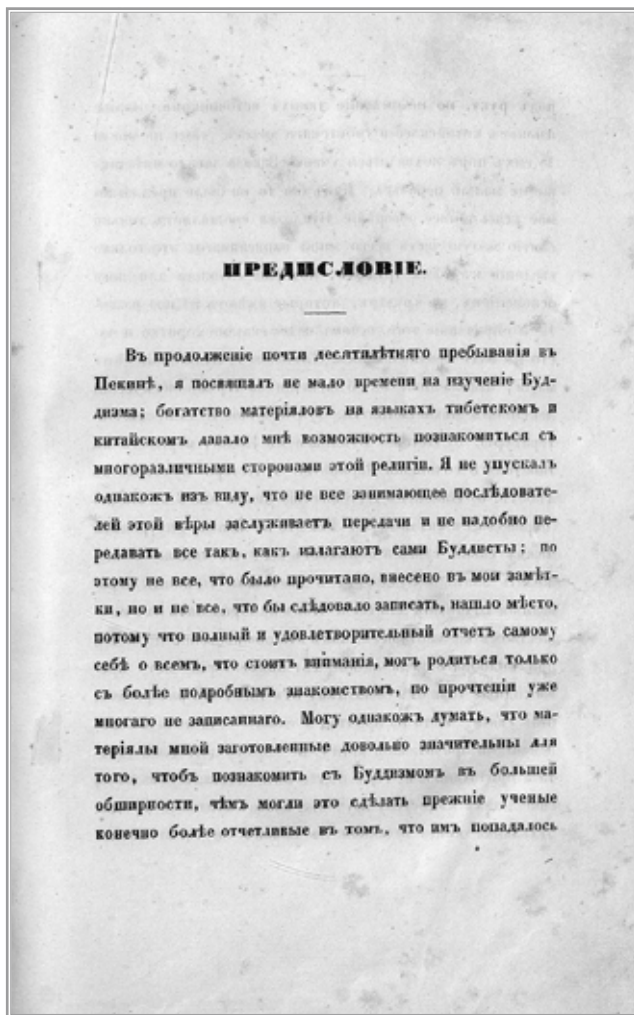 ПРЕДИСЛОВІЕ.
Въ продолженіе почти десятилѣтняго пребыванія въ
Пекинѣ, я посвящалъ не мало времени на изученіе Буд-
дизма; богатство матеріяловъ на языкахъ тибетскомъ и
китайскомъ давало мнѣ возможность познакомиться съ
многоразличными сторонами этой религіи. Я не упускалъ
однакожъ изъ виду, что не все занимающее послѣдовате-
лей этой вѣры заслуживаетъ передачи и не надобно пе-
редавать все такъ, какъ излагаютъ сами Буддисты; по
этому не все, что было прочитано, внесено въ мои замѣт-
ки, но и не все, что бы слѣдовало записать, нашло мѣсто,
потому что полный и удовлетворительный отчетъ самому
себѣ о всемъ, что стоитъ вниманія, могъ родиться только
съ болѣе подробнымъ знакомствомъ, по прочтеніи уже
многаго не записаннаго. Могу однакожъ думать, что ма-
теріялы мной заготовленные довольно значительны для
того, чтобъ познакомить съ Буддизмомъ въ большей
обширности, чѣмъ могли это сдѣлать прежніе ученые
конечно болѣе отчетливые въ томъ, что имъ попадалось